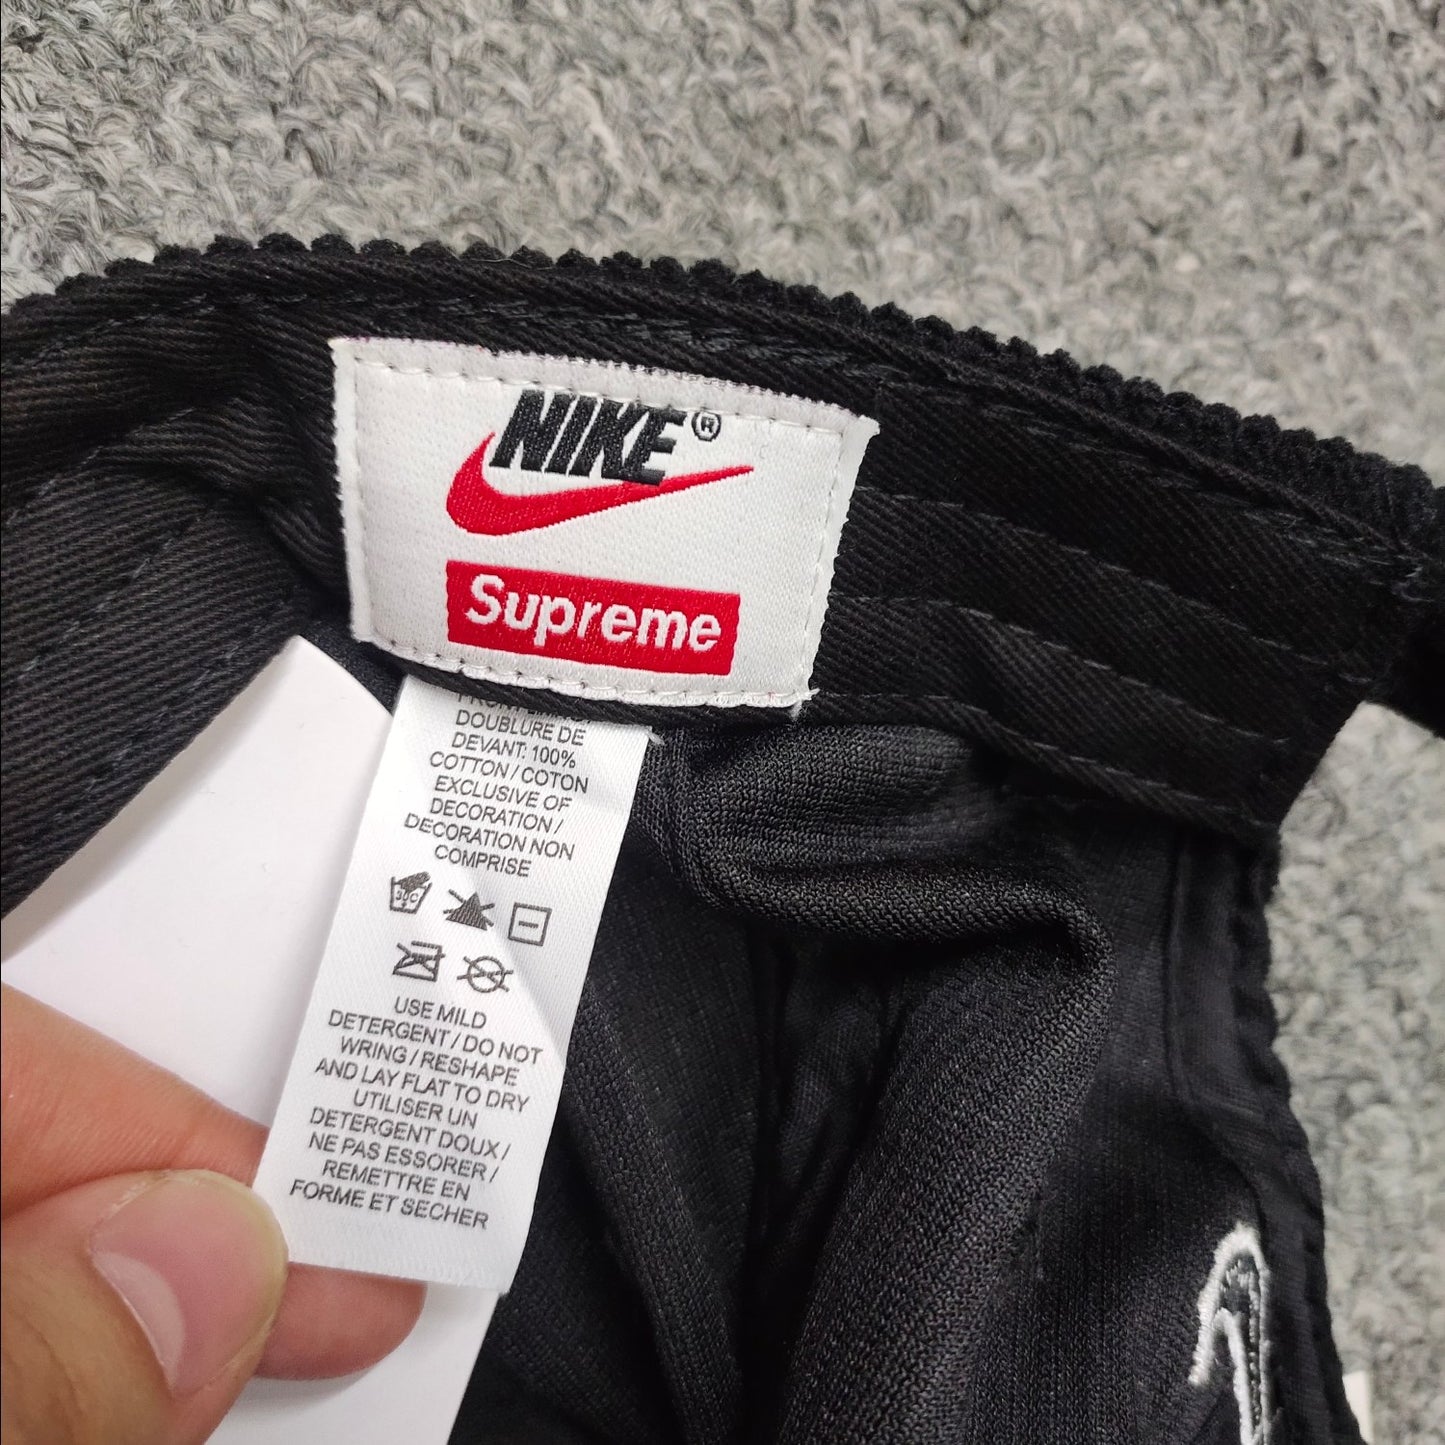 NIKE®
Supreme
DOUBLURE DE
DEVANT: 100%
COTTON / COTON
EXCLUSIVE OF
DECORATION /
DECORATION NON
COMPRISE
30C
USE MILD
DETERGENT / DO NOT
WRING / RESHAPE
AND LAY FLAT TO DRY
UTILISER UN
DETERGENT DOUX /
NE PAS ESSORER /
REMETTRE EN
FORME ET SECHER